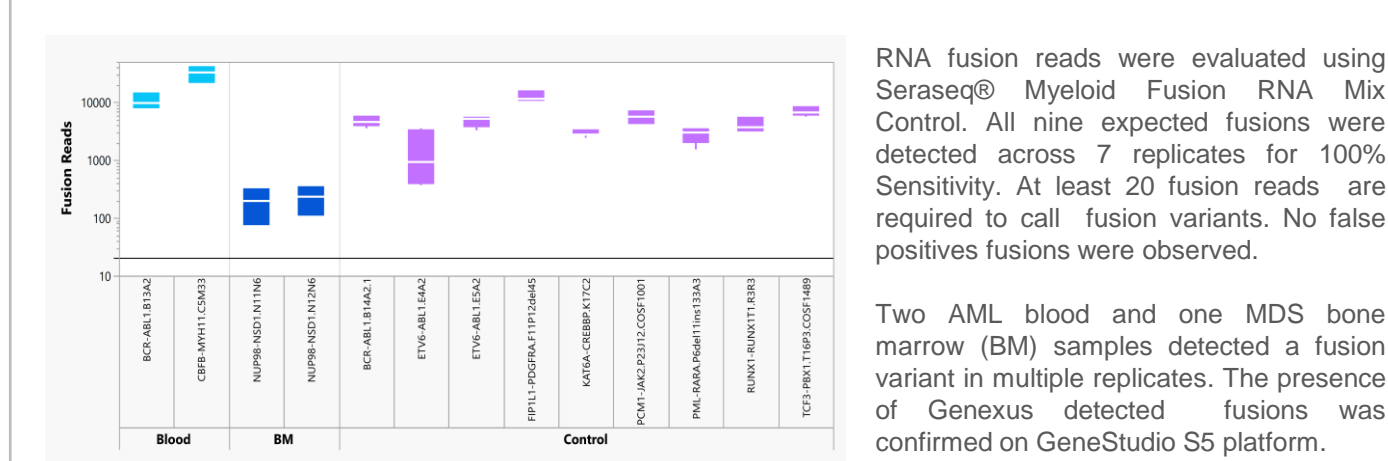 10000
1000
100
10
Fusion Reads
BCR-ABL1.B13A2
CBFB-MYH11.C5M33
NUP98-NSD1.N11N6
NUP98-NSD1.N12N6
BCR-ABL1.B14A2.1
ETV6-ABL1.E4A2
ETV6-ABL1.E5A2
FIP1L1-PDGFRA.F11P12del45
KAT6A-CREBBP.K17C2
PCM1-JAK2.P23J12.COSF1001
PML-RARA.P6del11ins133A3
RUNX1-RUNX1T1.R3R3
TCF3-PBX1.T16P3.COSF1489
Blood
BM
Control
RNA fusion reads were evaluated using
Seraseq® Myeloid Fusion RNA Mix
Control. All nine expected fusions were
detected across 7 replicates for 100%
Sensitivity. At least 20 fusion reads are
required to call fusion variants. No false
positives fusions were observed.
Two AML blood and one MDS bone
marrow (BM) samples detected a fusion
variant in multiple replicates. The presence
of Genexus detected fusions was
confirmed on GeneStudio S5 platform.